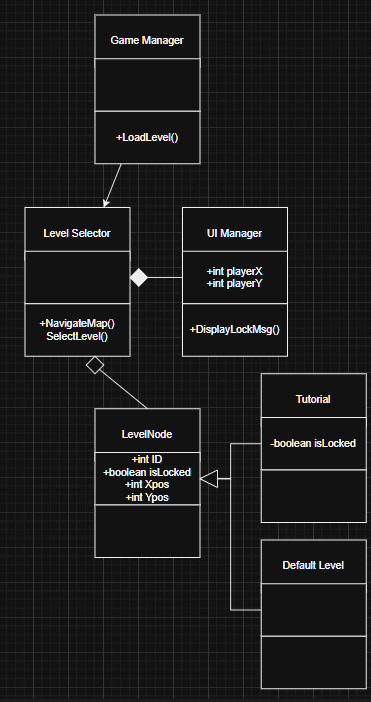 Game Manager
+LoadLevel()
Level Selector
+NavigateMap()
SelectLevel()
UI Manager
+int playerX
+int playerY
+DisplayLockMsg()
LevelNode
+int ID
+boolean isLocked
+int Xpos
+int Ypos
Tutorial
-boolean isLocked
Default Level